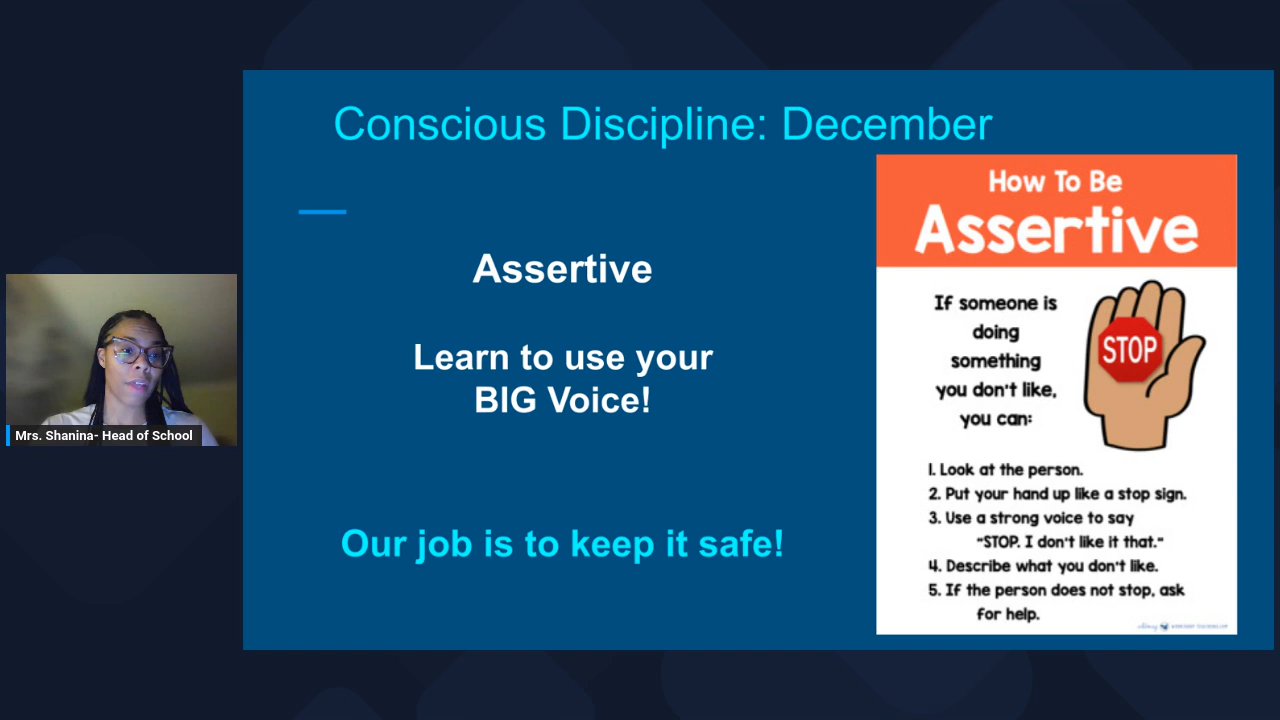 Conscious Discipline: December
Assertive
Learn to use your
BIG Voice!
Our job is to keep it safe!
How To Be
Assertive
If someone is
doing
something
you don't like,
you can:
STOP
1. Look at the person.
2. Put your hand up like a stop sign.
3. Use a strong voice to say
"STOP. I don't like it that."
4. Describe what you don't like.
5. If the person does not stop, ask
for help.
Mrs. Shanina- Head of School